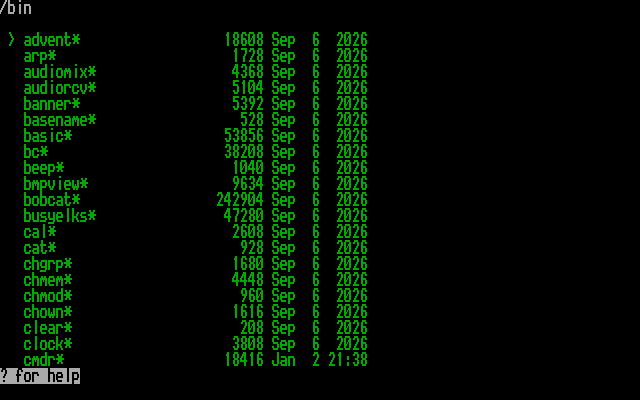 /bin
> advent* 18608 Sep 6 2026
arp* 1728 Sep 6 2026
audiomix* 4368 Sep 6 2026
audiorcv* 5104 Sep 6 2026
banner* 5392 Sep 6 2026
basename* 528 Sep 6 2026
basic* 53856 Sep 6 2026
bc* 38208 Sep 6 2026
beep* 1040 Sep 6 2026
bmpview* 9634 Sep 6 2026
bobcat* 242904 Sep 6 2026
busyelks* 47280 Sep 6 2026
cal* 2608 Sep 6 2026
cat* 928 Sep 6 2026
chgrp* 1680 Sep 6 2026
chmem* 4448 Sep 6 2026
chmod* 960 Sep 6 2026
chown* 1616 Sep 6 2026
clear* 208 Sep 6 2026
clock* 3808 Sep 6 2026
cmdr* 18416 Jan 2 21:38
? for help